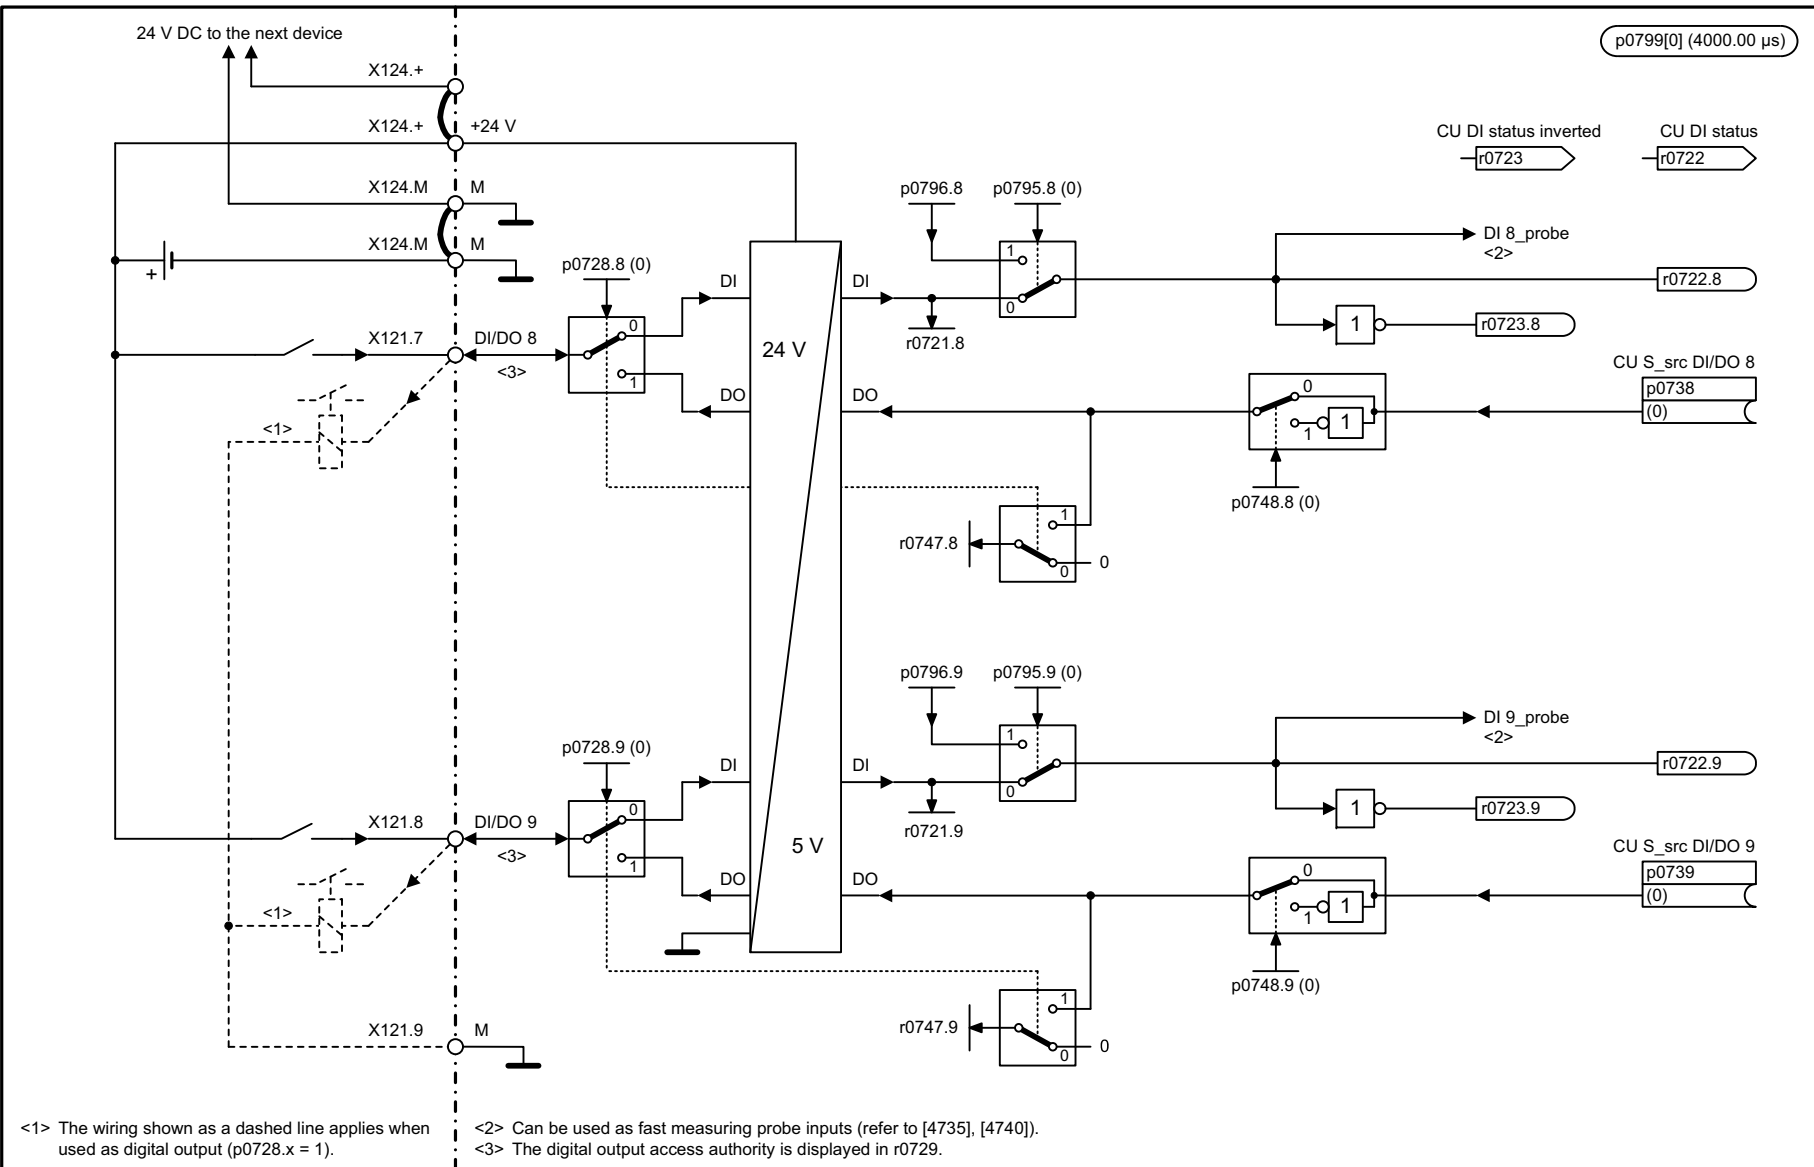 24 V DC to the next device
p0799[0] (4000.00 µs)
X124.+
X124.+ +24 V
CU DI status inverted CU DI status
r0723 r0722
X124.M M
X124.M M
+
p0796.8 p0795.8 (0)
1
0
DI 8_probe
<2>
r0722.8
1
r0723.8
p0728.8 (0)
DI DI
r0721.8
24 V
X121.7 DI/DO 8
<3>
0
1
DO DO
CU S_src DI/DO 8
p0738
(0)
0
1
1
p0748.8 (0)
<1>
r0747.8
1
0
0
p0796.9 p0795.9 (0)
1
0
DI 9_probe
<2>
r0722.9
1
r0723.9
p0728.9 (0)
DI DI
r0721.9
5 V
X121.8 DI/DO 9
<3>
0
1
DO DO
CU S_src DI/DO 9
p0739
(0)
0
1
1
p0748.9 (0)
<1>
r0747.9
1
0
0
X121.9 M
<1> The wiring shown as a dashed line applies when
used as digital output (p0728.x = 1).
<2> Can be used as fast measuring probe inputs (refer to [4735], [4740]).
<3> The digital output access authority is displayed in r0729.